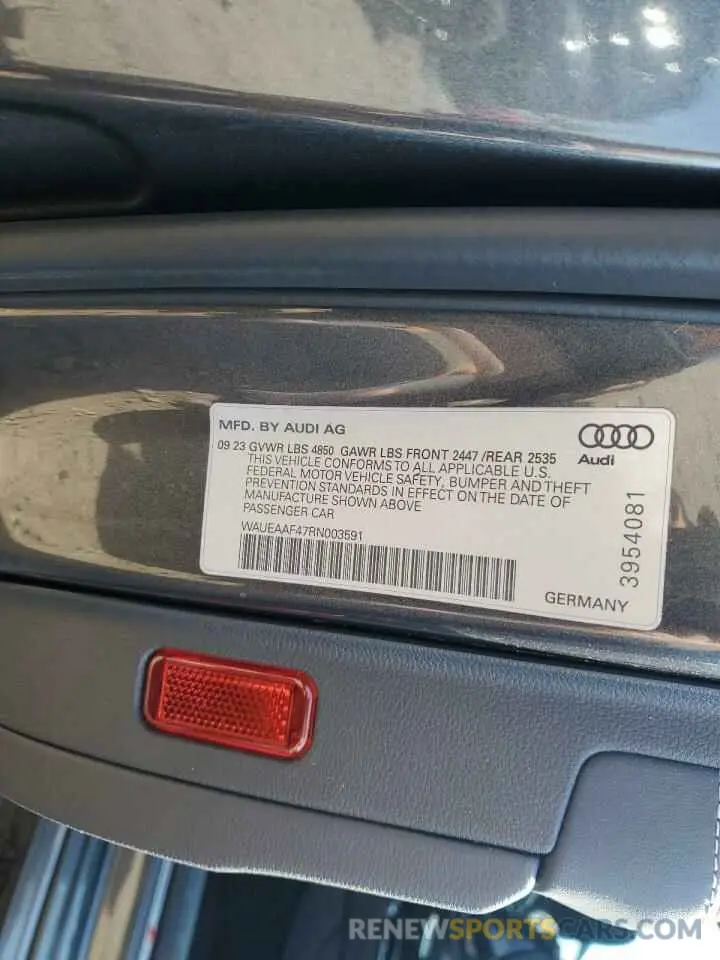 MFD. BY AUDI AG
09 23 GVWR LBS 4850 GAWR LBS FRONT 2447 /REAR 2535
THIS VEHICLE CONFORMS TO ALL APPLICABLE U.S.
FEDERAL MOTOR VEHICLE SAFETY, BUMPER AND THEFT
PREVENTION STANDARDS IN EFFECT ON THE DATE OF
MANUFACTURE SHOWN ABOVE
PASSENGER CAR
WAUEAAF47RN003591
Audi
3954081
GERMANY
RENEWSPORTSCARS.COM